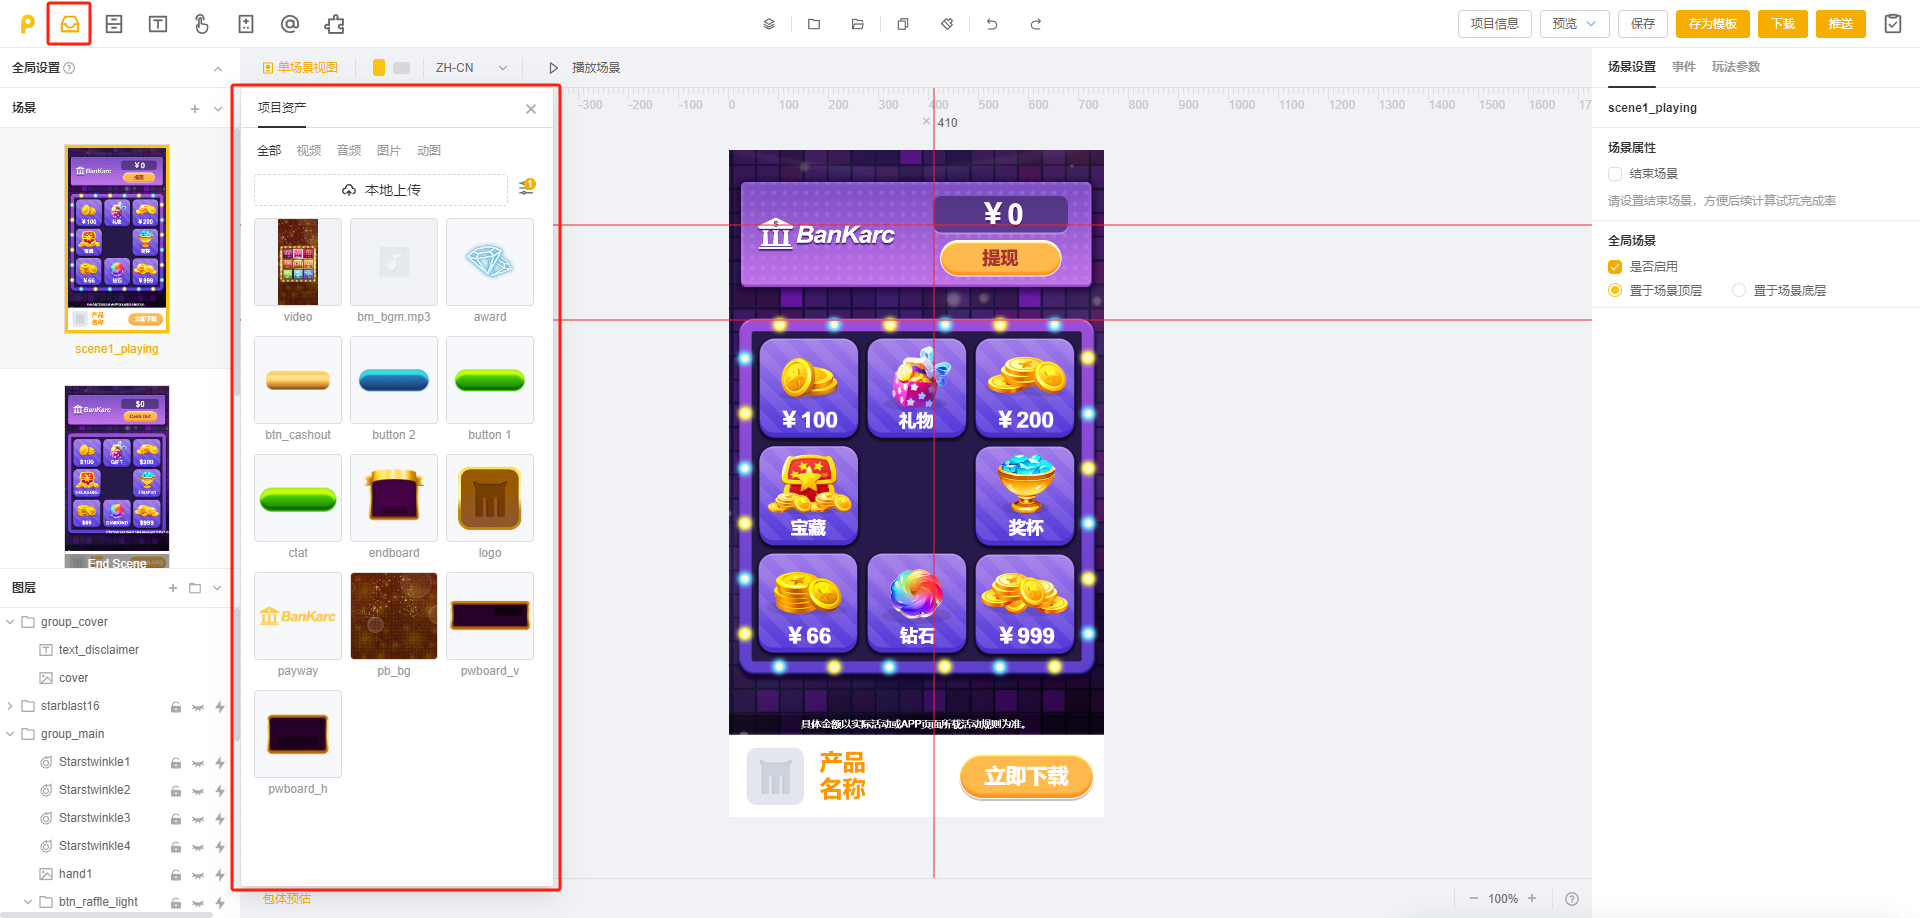 项目信息
预览
保存
存为模板
下载
推送
全局设置
单场景视图
ZH-CN
播放场景
场景设置
事件
玩法参数
场景
项目资产
-300 -200 -100 0 100 200 300 400 500 600 700 800 900 1000 1100 1200 1300 1400 1500 1600
410
scene1_playing
全部
视频
音频
图片
动图
本地上传
1
场景属性
结束场景
请设置结束场景，方便后续计算试玩完成率
全局场景
是否启用
置于场景顶层
置于场景底层
BanKarc
¥0
提现
¥100
礼物
¥200
宝藏
奖杯
¥66
钻石
¥999
产品
名称
立即下载
scene1_playing
BanKarc
$0
Cash Out
$100
GIFT
$200
TREASURE
TROPHY
$66
DIAMOND
$999
End Scene
video
bm_bgm.mp3
award
btn_cashout
button 2
button 1
ctat
endboard
logo
BanKarc
payway
pb_bg
pwboard_v
pwboard_h
BanKarc
¥0
提现
¥100
礼物
¥200
宝藏
奖杯
¥66
钻石
¥999
具体金额以实际活动或APP页面所载活动规则为准。
产品
名称
立即下载
图层
group_cover
text_disclaimer
cover
starblast16
group_main
Starstwinkle1
Starstwinkle2
Starstwinkle3
Starstwinkle4
hand1
btn_raffle_light
包体预估
100%